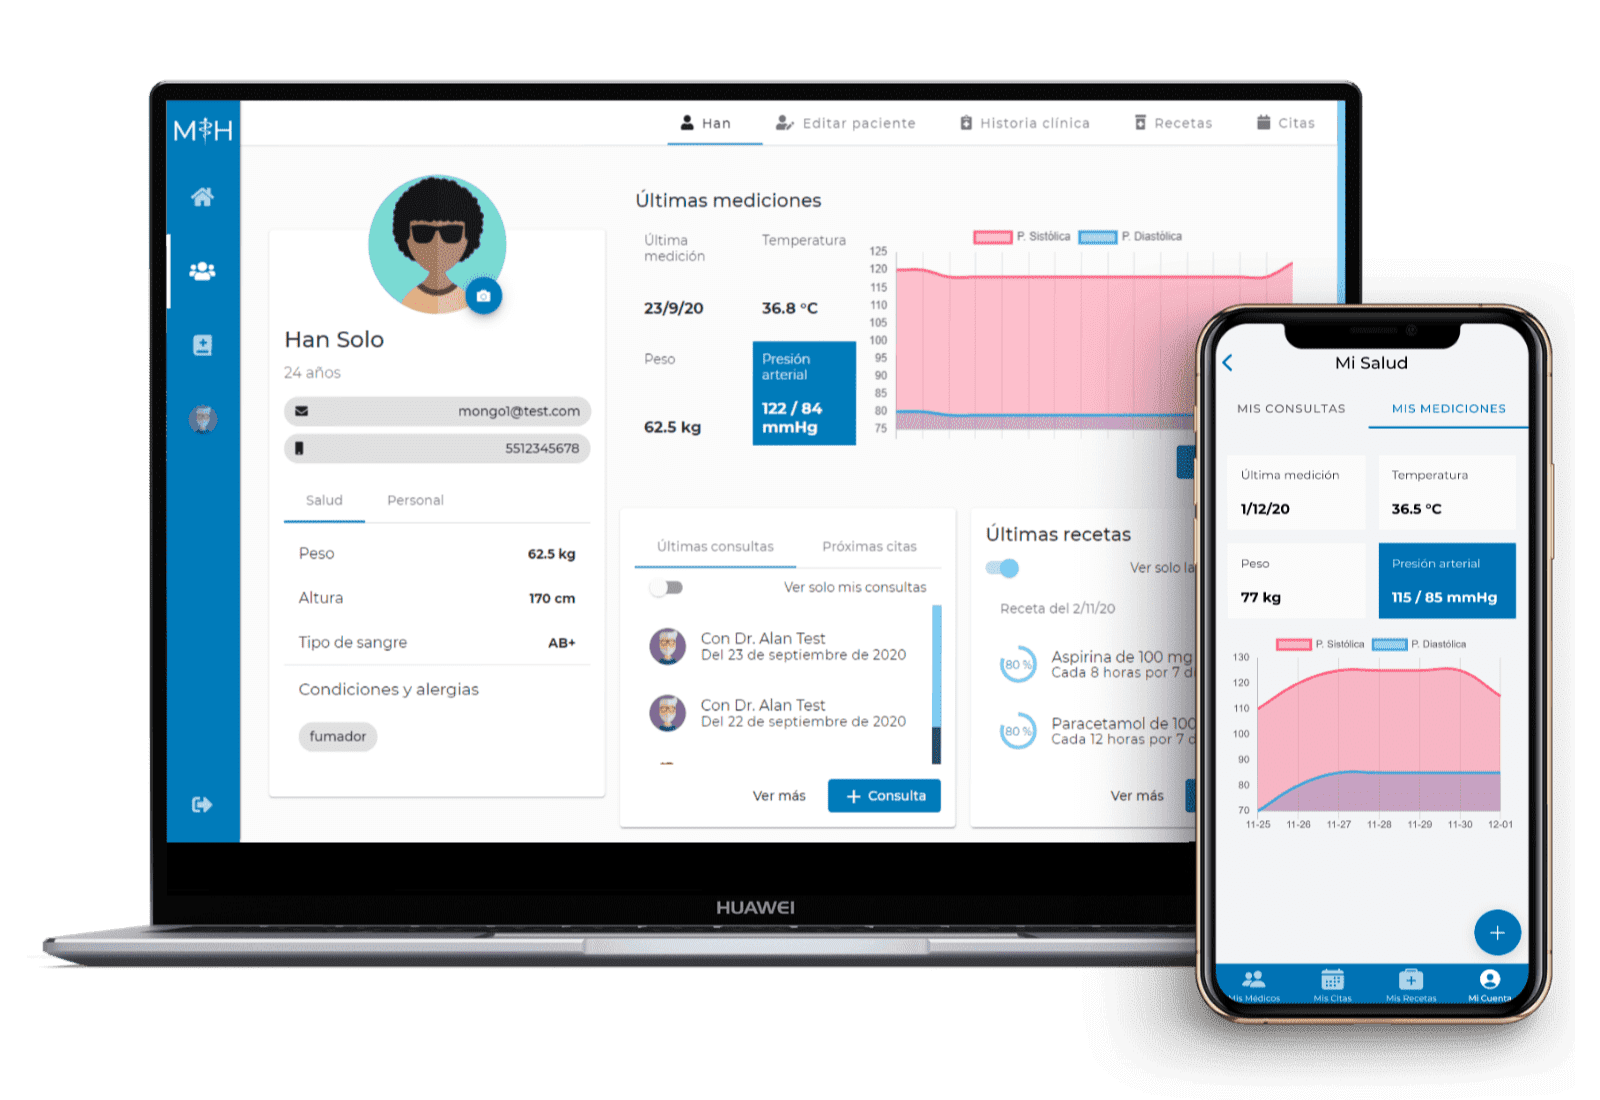 M H
Han
Editar paciente
Historia clínica
Recetas
Citas
Han Solo
24 años
mongo1@test.com
5512345678
Salud
Personal
Peso
62.5 kg
Altura
170 cm
Tipo de sangre
AB+
Condiciones y alergias
fumador
Últimas mediciones
Última
medición
23/9/20
Temperatura
36.8 °C
Peso
62.5 kg
Presión
arterial
122 / 84
mmHg
P. Sistólica
P. Diastólica
125
120
115
110
105
100
95
90
85
80
75
Últimas consultas
Próximas citas
Ver solo mis consultas
Con Dr. Alan Test
Del 23 de septiembre de 2020
Con Dr. Alan Test
Del 22 de septiembre de 2020
Ver más
+ Consulta
Últimas recetas
Ver solo la
Receta del 2/11/20
80 %
Aspirina de 100 mg
Cada 8 horas por 7 d
80 %
Paracetamol de 100
Cada 12 horas por 7 d
Ver más
HUAWEI
Mi Salud
MIS CONSULTAS
MIS MEDICIONES
Última medición
1/12/20
Temperatura
36.5 °C
Peso
77 kg
Presión arterial
115 / 85 mmHg
P. Sistólica
P. Diastólica
130
120
110
100
90
80
70
11-25
11-26
11-27
11-28
11-29
11-30
12-01
+
Mis Médicos
Mis Citas
Mis Recetas
Mi Cuenta